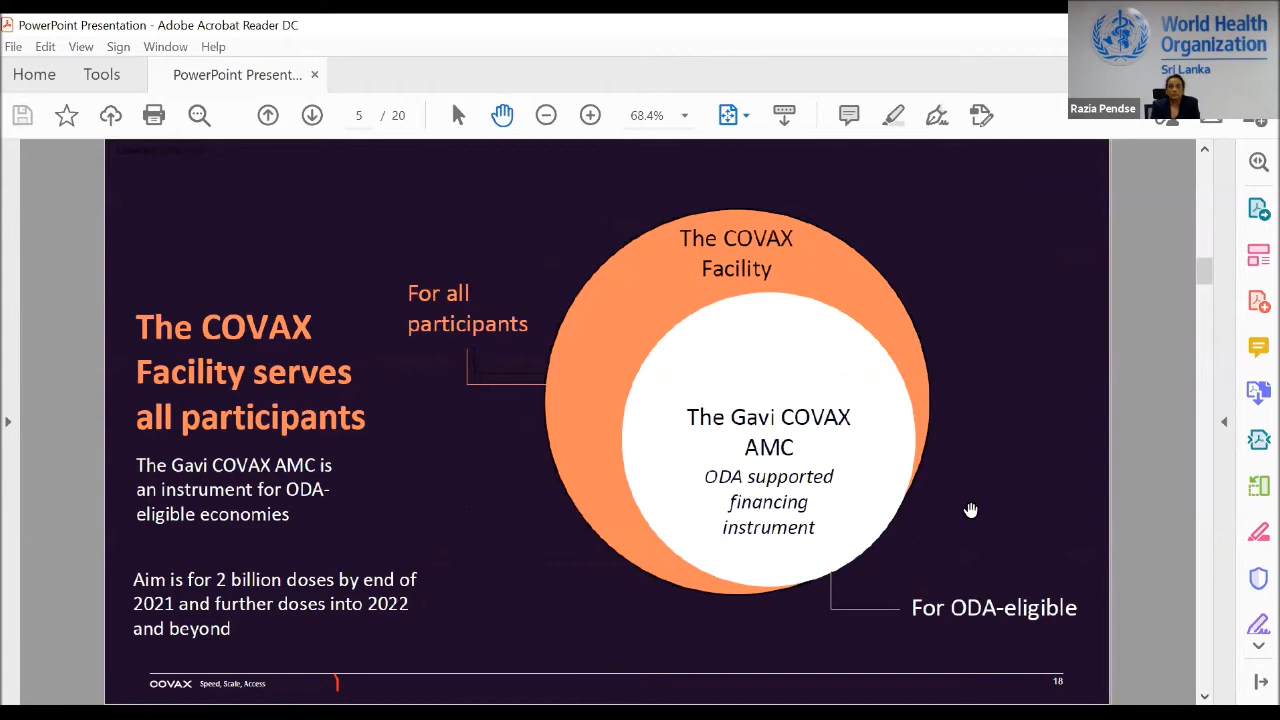 PowerPoint Presentation - Adobe Acrobat Reader DC
File Edit View Sign Window Help
Home Tools PowerPoint Present... ×
5 / 20 68.4%
World Health
Organization
Sri Lanka
Razia Pendse
The COVAX
Facility
For all
participants
The COVAX
Facility serves
all participants
The Gavi COVAX AMC is
an instrument for ODA-
eligible economies
Aim is for 2 billion doses by end of
2021 and further doses into 2022
and beyond
The Gavi COVAX
AMC
ODA supported
financing
instrument
For ODA-eligible
COVAX Speed, Scale, Access
18